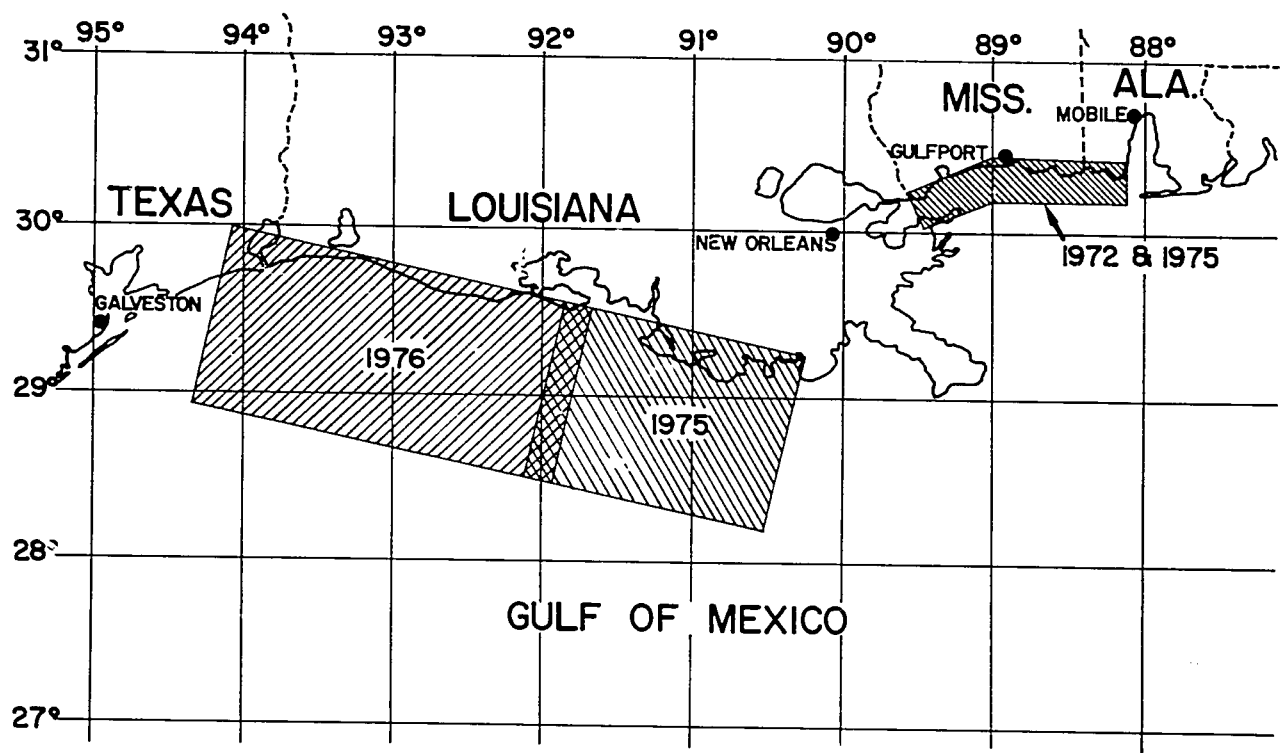 95° 94° 93° 92° 91° 90° 89° 88°
31°
MISS. ALA.
MOBILE
GULFPORT
TEXAS LOUISIANA
30°
NEW ORLEANS
1972 & 1975
GALVESTON
1976
29°
1975
28°
GULF OF MEXICO
27°